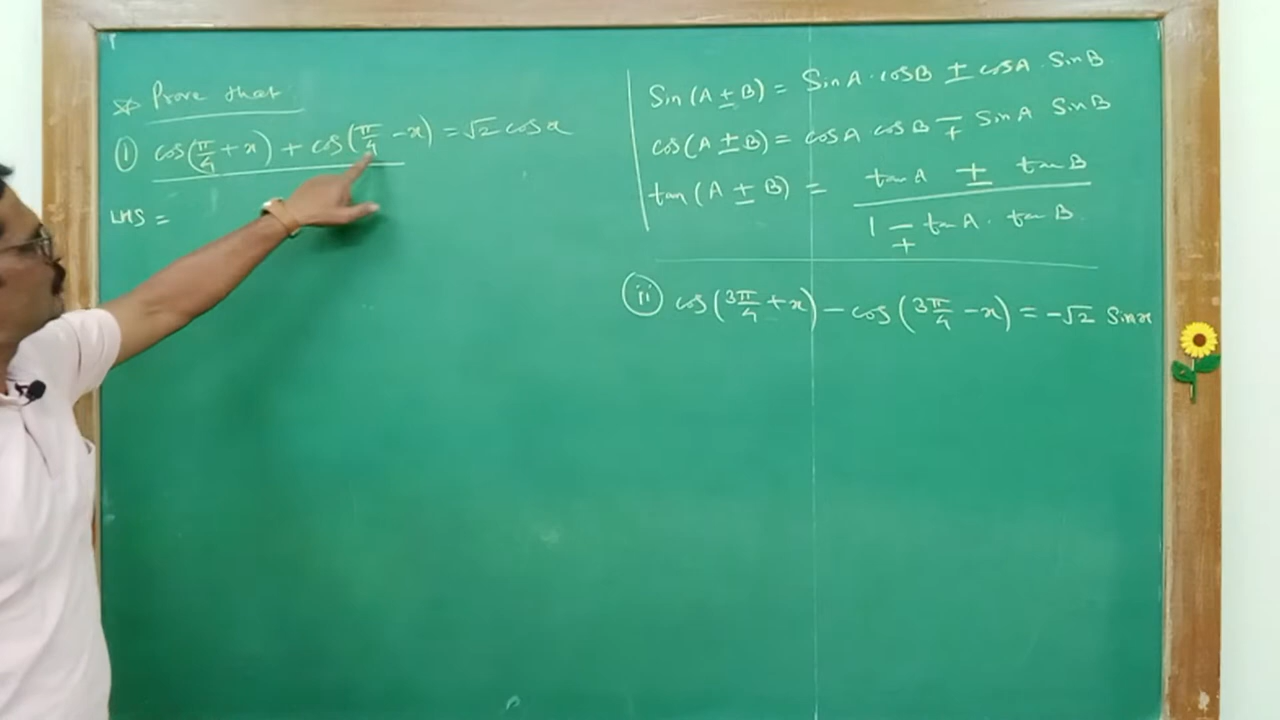 ☆ Prove that
① cos(π/4 + x) + cos(π/4 - x) = √2 cos x
LHS =
Sin (A ± B) = Sin A · cos B ± cos A · Sin B
cos (A ± B) = cos A cos B ∓ Sin A Sin B
tan (A ± B) = tan A ± tan B / 1 ∓ tan A · tan B
(ii) cos(3π/4 + x) - cos(3π/4 - x) = -√2 Sin x